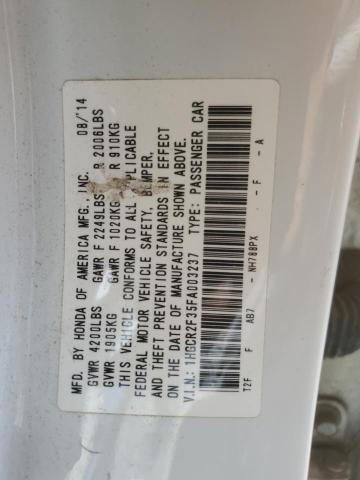 MFD. BY HONDA OF AMERICA MFG., INC. 08/'14
GVWR 4200LBS GAWR F 2249LBS R 2006LBS
GVWR 1905KG GAWR F 1020KG R 910KG
THIS VEHICLE CONFORMS TO ALL APPLICABLE
FEDERAL MOTOR VEHICLE SAFETY, BUMPER,
AND THEFT PREVENTION STANDARDS IN EFFECT
ON THE DATE OF MANUFACTURE SHOWN ABOVE.
V.I.N.: 1HGCR2F35FA003237 TYPE: PASSENGER CAR
T2F F AB7 - NH788PX - F - A